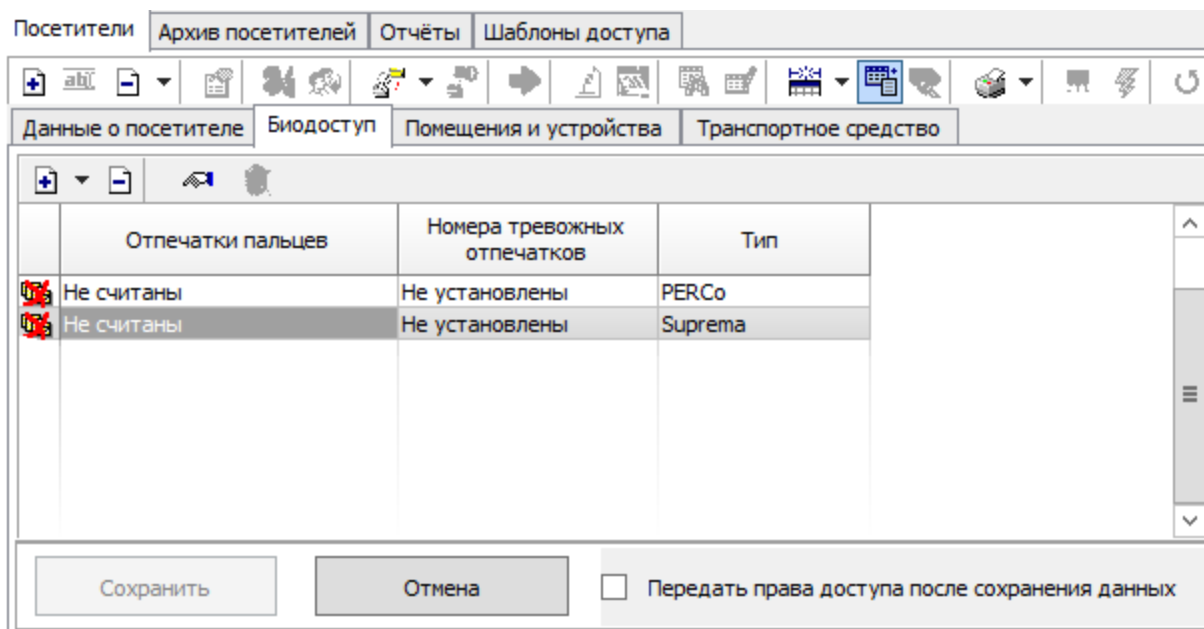 Посетители Архив посетителей Отчёты Шаблоны доступа
Данные о посетителе Биодоступ Помещения и устройства Транспортное средство
Отпечатки пальцев Номера тревожных отпечатков Тип
Не считаны Не установлены PERCo
Не считаны Не установлены Suprema
Сохранить Отмена Передать права доступа после сохранения данных